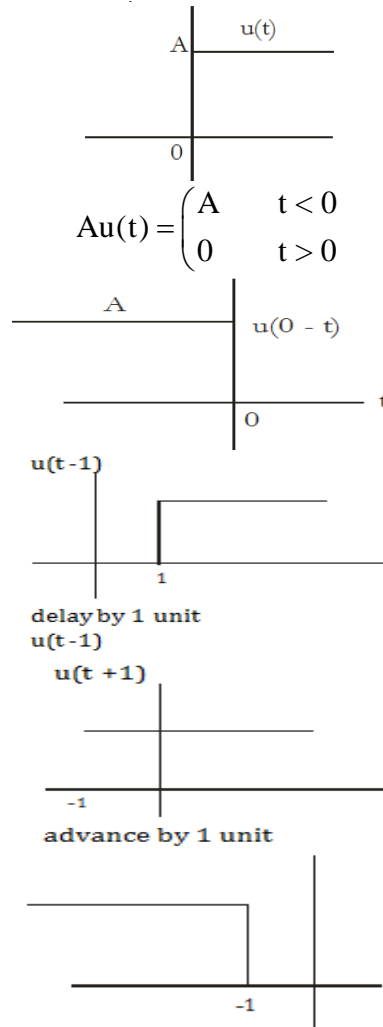 u(t)
A
0
Au(t) = (A t < 0
0 t > 0
A
u(0 - t)
t
0
u(t-1)
1
delay by 1 unit
u(t-1)
u(t +1)
-1
advance by 1 unit
-1